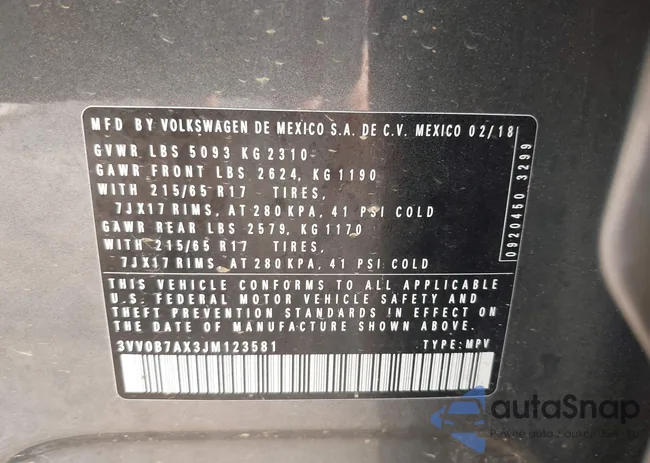 MFD BY VOLKSWAGEN DE MEXICO S.A. DE C.V. MEXICO 02/18
GVWR LBS 5093 KG 2310
GAWR FRONT LBS 2624, KG 1190
WITH 215/65 R17 TIRES,
7JX17 RIMS, AT 280 KPA, 41 PSI COLD
GAWR REAR LBS 2579, KG 1170
WITH 215/65 R17 TIRES,
7JX17 RIMS, AT 280 KPA, 41 PSI COLD
0920450 3299
THIS VEHICLE CONFORMS TO ALL APPLICABLE
U.S. FEDERAL MOTOR VEHICLE SAFETY AND
THEFT PREVENTION STANDARDS IN EFFECT ON
THE DATE OF MANUFACTURE SHOWN ABOVE.
3VV0B7AX3JM123581 TYPE: MPV
autaSnap
Pewne auto z aukcji